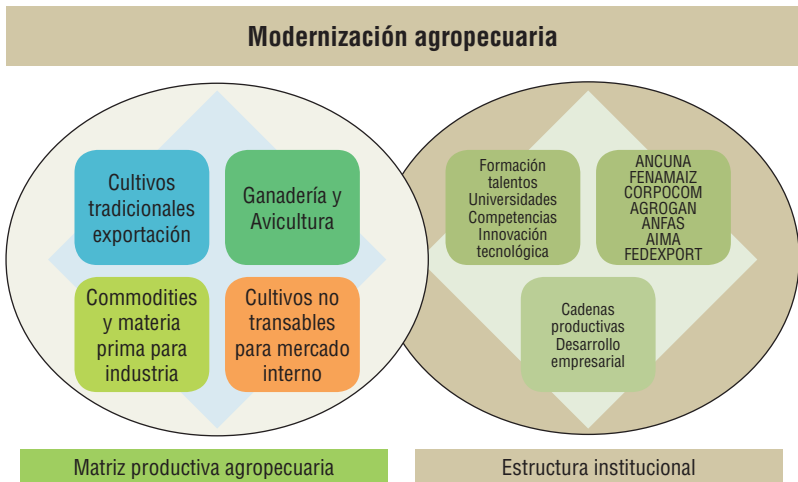 Modernización agropecuaria
Cultivos
tradicionales
exportación
Ganadería y
Avicultura
Commodities
y materia
prima para
industria
Cultivos no
transables
para mercado
interno
Formación
talentos
Universidades
Competencias
Innovación
tecnológica
ANCUNA
FENAMAIZ
CORPOCOM
AGROGAN
ANFAS
AIMA
FEDEXPORT
Cadenas
productivas
Desarrollo
empresarial
Matriz productiva agropecuaria
Estructura institucional